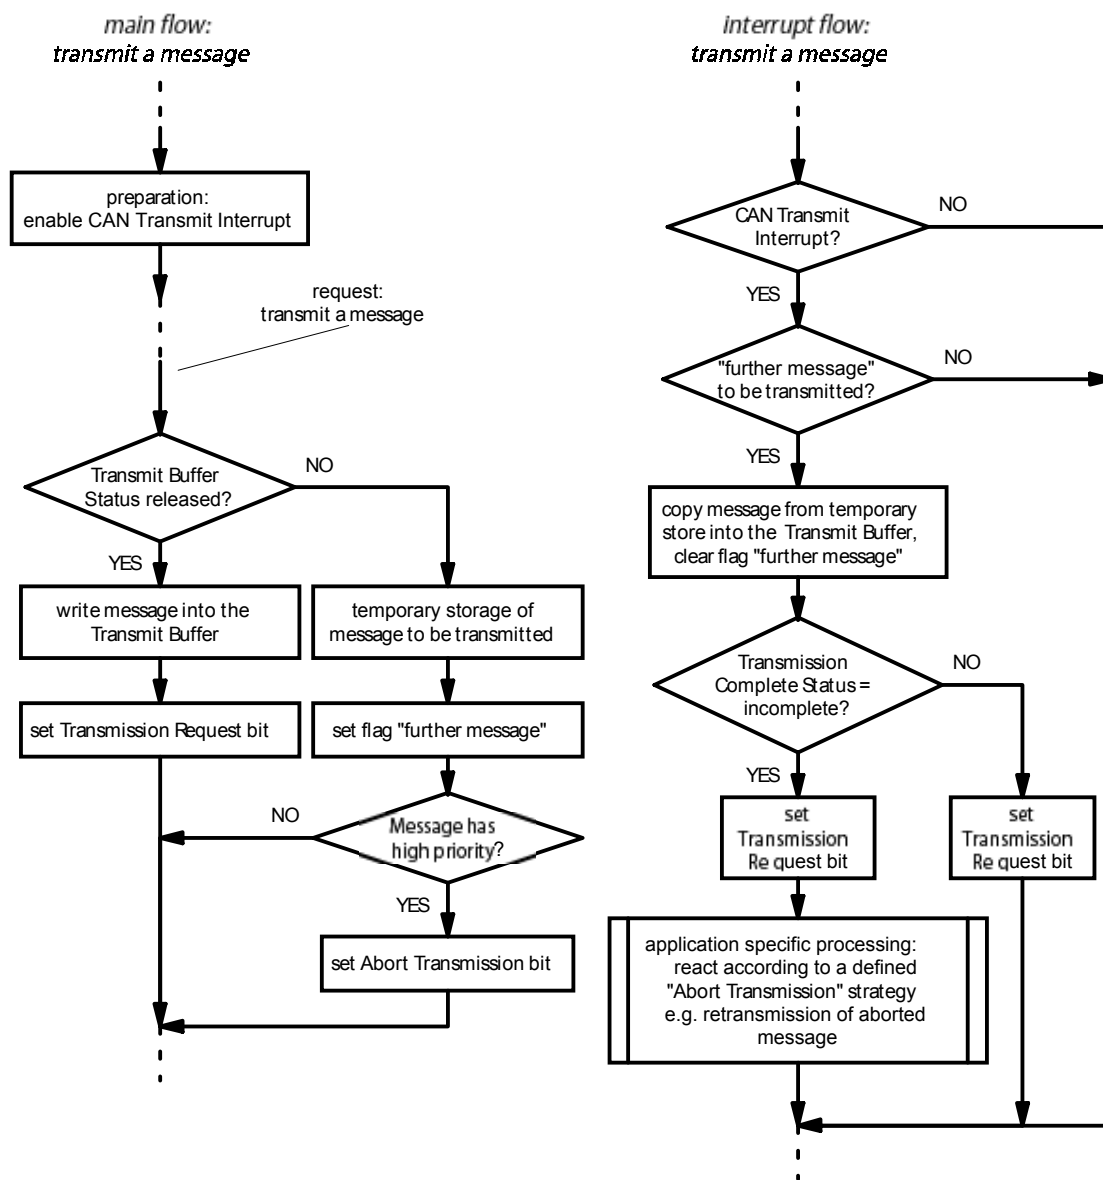 main flow:
transmit a message
preparation:
enable CAN Transmit Interrupt
request:
transmit a message
Transmit Buffer
Status released?
NO
YES
write message into the
Transmit Buffer
temporary storage of
message to be transmitted
set Transmission Request bit
set flag "further message"
NO
Message has
high priority?
YES
set Abort Transmission bit
interrupt flow:
transmit a message
CAN Transmit
Interrupt?
NO
YES
"further message"
to be transmitted?
NO
YES
copy message from temporary
store into the Transmit Buffer,
clear flag "further message"
Transmission
Complete Status =
incomplete?
NO
YES
set
Transmission
Request bit
set
Transmission
Request bit
application specific processing:
react according to a defined
"Abort Transmission" strategy
e.g. retransmission of aborted
message